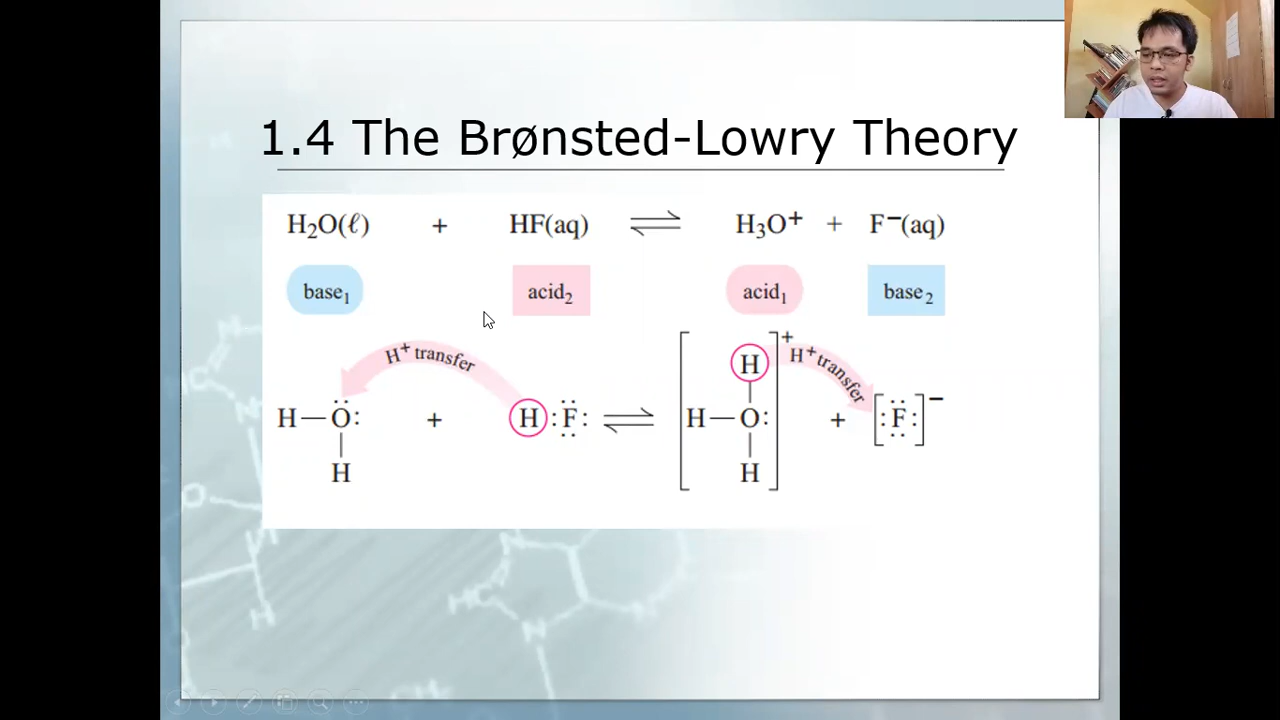 1.4 The Brønsted-Lowry Theory
H₂O(ℓ) + HF(aq) ⇌ H₃O⁺ + F⁻(aq)
base₁ acid₂ acid₁ base₂
H⁺ transfer H⁺ transfer
H + H
H—O: + H:F: ⇌ H—O: + [:F:]⁻
H H